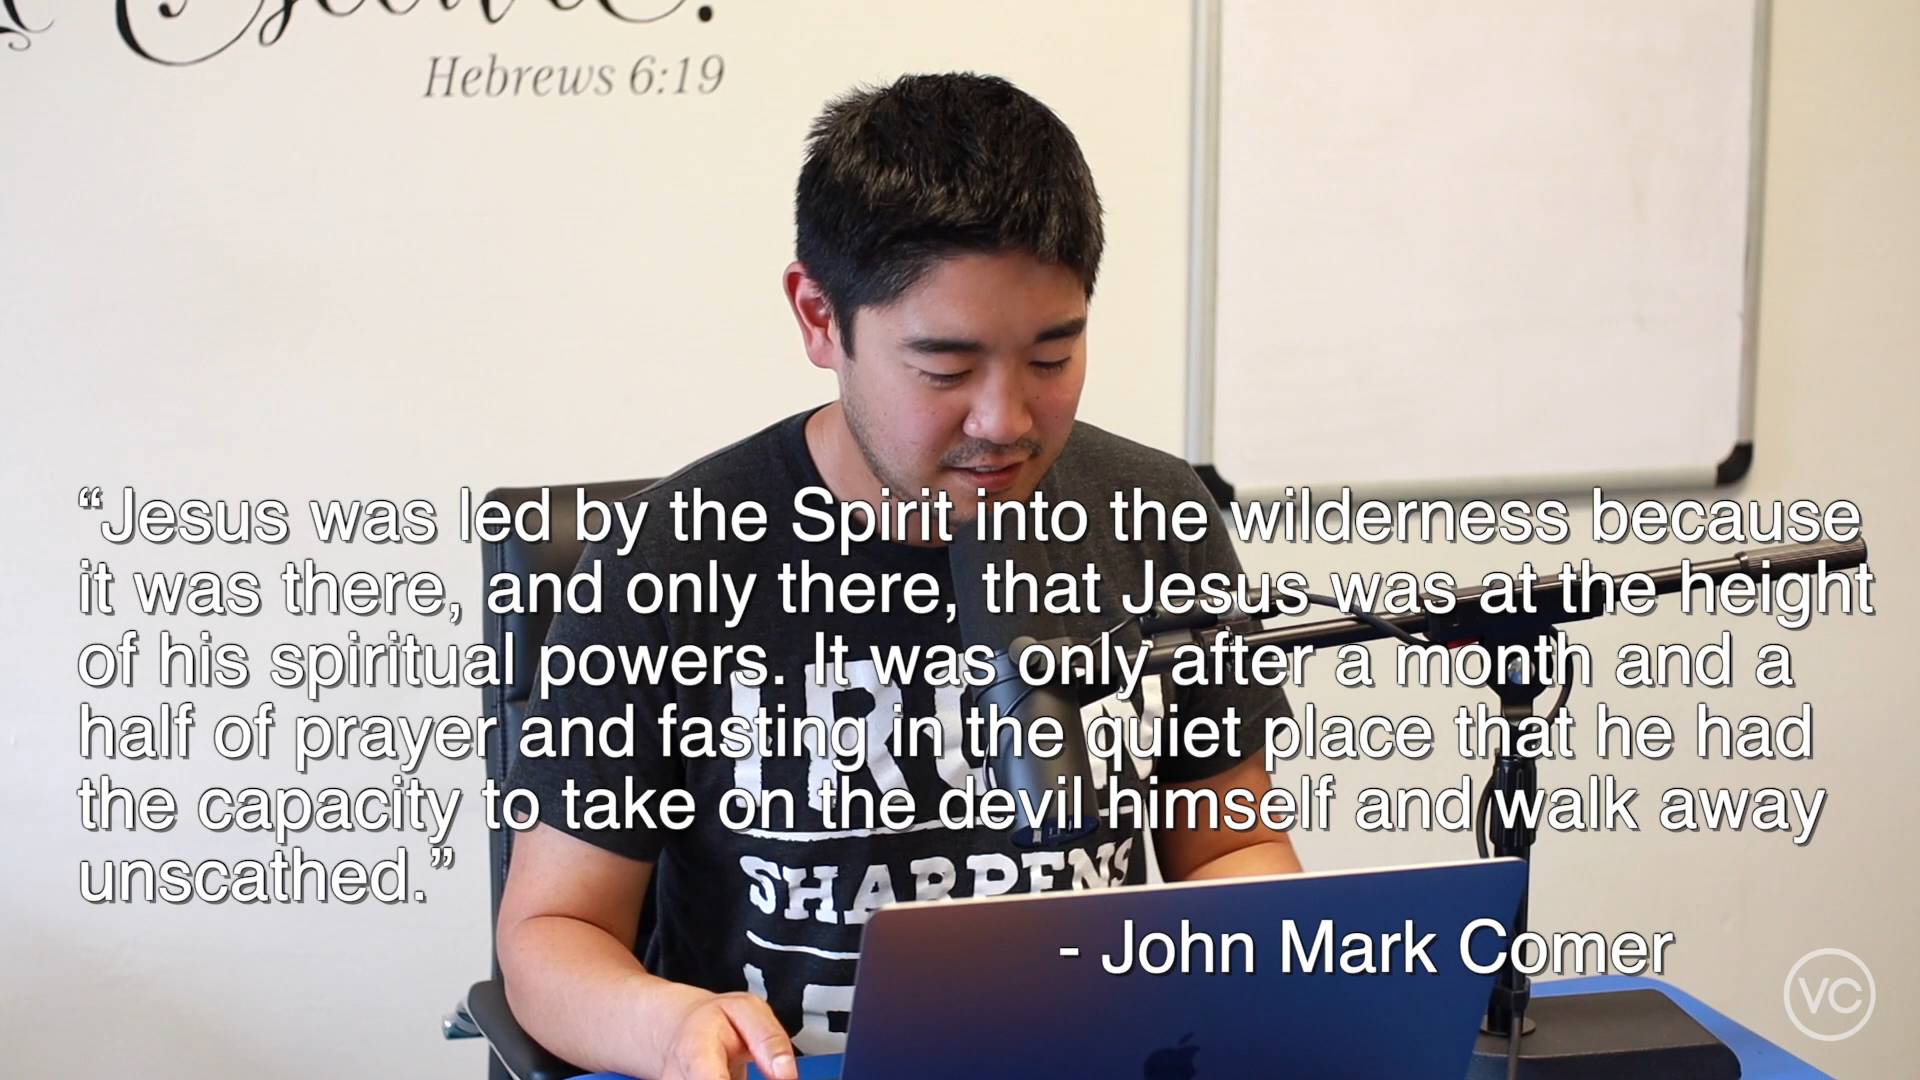 Hebrews 6:19
“Jesus was led by the Spirit into the wilderness because
it was there, and only there, that Jesus was at the height
of his spiritual powers. It was only after a month and a
half of prayer and fasting in the quiet place that he had
the capacity to take on the devil himself and walk away
unscathed.”
SHARPENS
- John Mark Comer
VC